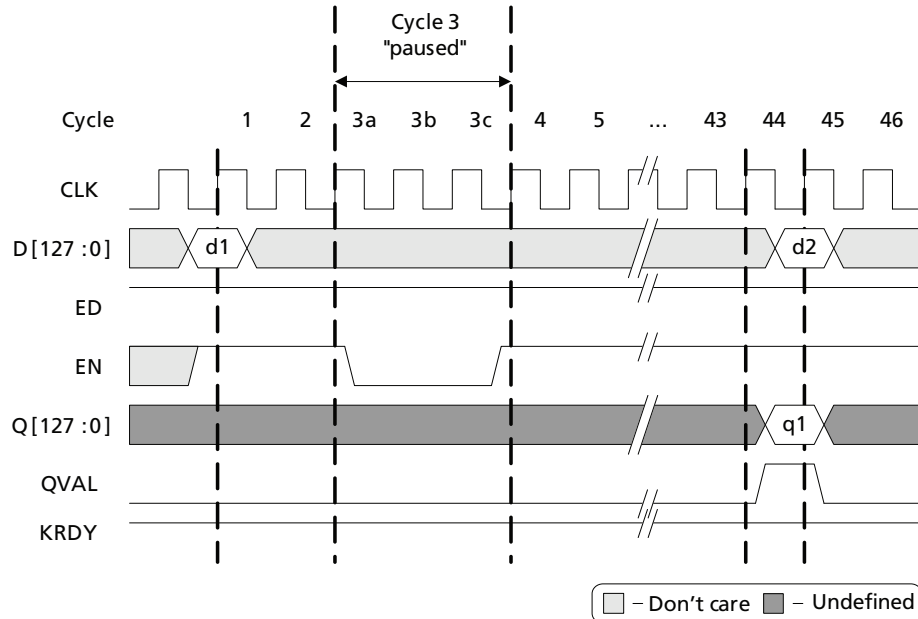 Cycle 3
"paused"
Cycle 1 2 3a 3b 3c 4 5 ... 43 44 45 46
CLK
D[127 :0] d1 d2
ED
EN
Q[127 :0] q1
QVAL
KRDY
– Don't care – Undefined